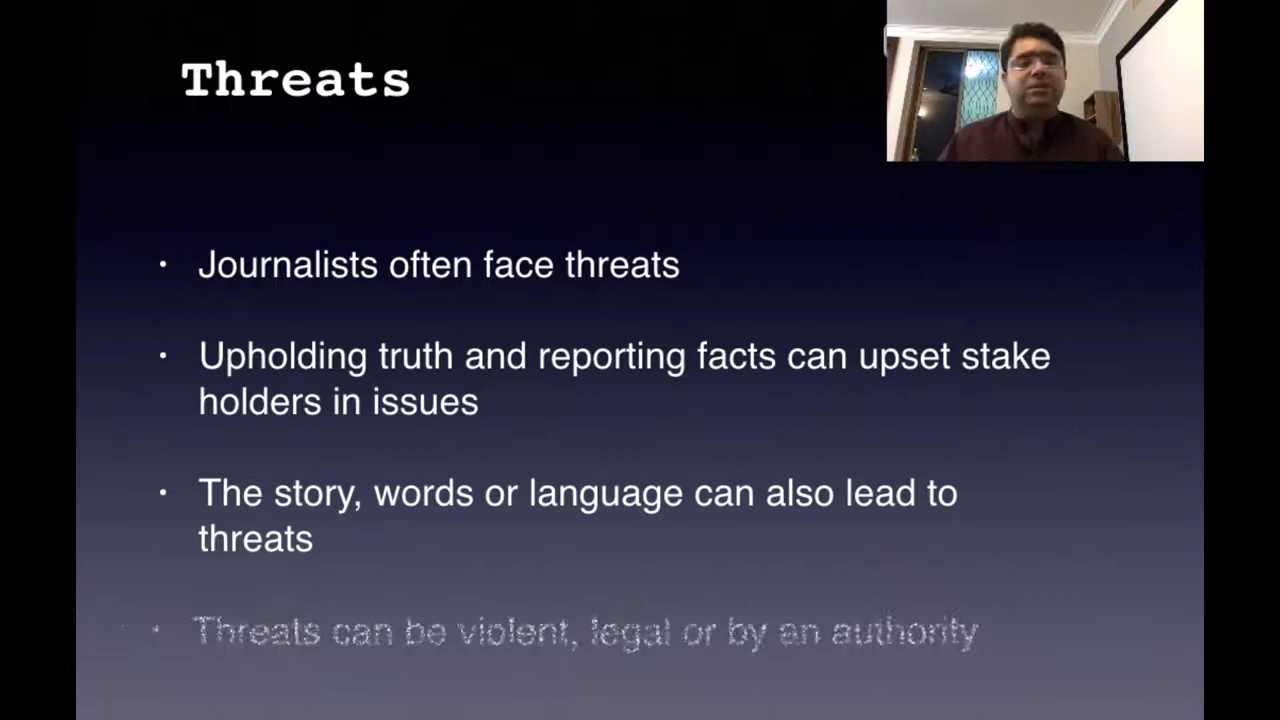 Threats
• Journalists often face threats
• Upholding truth and reporting facts can upset stake
holders in issues
• The story, words or language can also lead to
threats
• Threats can be violent, legal or by an authority